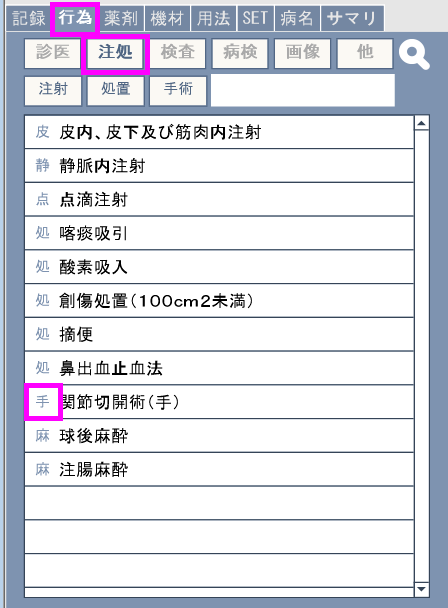 記録 行為 薬剤 機材 用法 SET 病名 サマリ
診医 注処 検査 病検 画像 他
注射 処置 手術
皮 皮内、皮下及び筋肉内注射
静 静脈内注射
点 点滴注射
処 喀痰吸引
処 酸素吸入
処 創傷処置(100cm2未満)
処 摘便
処 鼻出血止血法
手 関節切開術(手)
麻 球後麻酔
麻 注腸麻酔